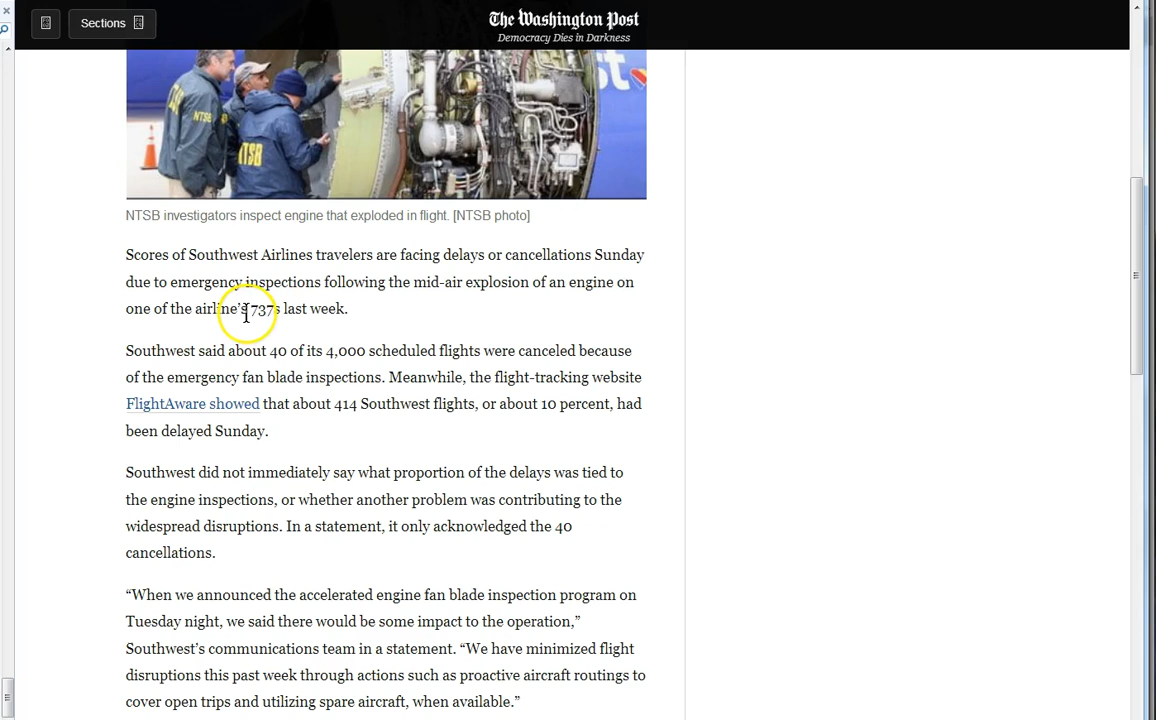 Sections
The Washington Post
Democracy Dies in Darkness
NTSB
NTSB
st
NTSB investigators inspect engine that exploded in flight. [NTSB photo]
Scores of Southwest Airlines travelers are facing delays or cancellations Sunday
due to emergency inspections following the mid-air explosion of an engine on
one of the airline’s 737s last week.
Southwest said about 40 of its 4,000 scheduled flights were canceled because
of the emergency fan blade inspections. Meanwhile, the flight-tracking website
FlightAware showed that about 414 Southwest flights, or about 10 percent, had
been delayed Sunday.
Southwest did not immediately say what proportion of the delays was tied to
the engine inspections, or whether another problem was contributing to the
widespread disruptions. In a statement, it only acknowledged the 40
cancellations.
“When we announced the accelerated engine fan blade inspection program on
Tuesday night, we said there would be some impact to the operation,”
Southwest’s communications team in a statement. “We have minimized flight
disruptions this past week through actions such as proactive aircraft routings to
cover open trips and utilizing spare aircraft, when available.”